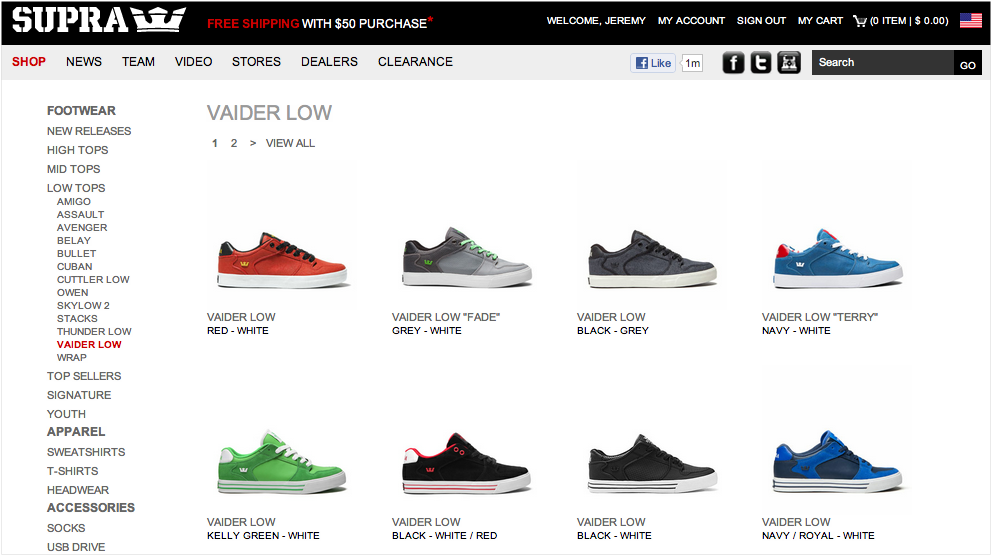 SUPRA FREE SHIPPING WITH $50 PURCHASE* WELCOME, JEREMY MY ACCOUNT SIGN OUT MY CART (0 ITEM | $ 0.00)
SHOP NEWS TEAM VIDEO STORES DEALERS CLEARANCE f Like 1m f t Search GO
FOOTWEAR
NEW RELEASES
HIGH TOPS
MID TOPS
LOW TOPS
AMIGO
ASSAULT
AVENGER
BELAY
BULLET
CUBAN
CUTTLER LOW
OWEN
SKYLOW 2
STACKS
THUNDER LOW
VAIDER LOW
WRAP
TOP SELLERS
SIGNATURE
YOUTH
APPAREL
SWEATSHIRTS
T-SHIRTS
HEADWEAR
ACCESSORIES
SOCKS
USB DRIVE
VAIDER LOW
1 2 > VIEW ALL
VAIDER LOW
RED - WHITE
VAIDER LOW "FADE"
GREY - WHITE
VAIDER LOW
BLACK - GREY
VAIDER LOW "TERRY"
NAVY - WHITE
VAIDER LOW
KELLY GREEN - WHITE
VAIDER LOW
BLACK - WHITE / RED
VAIDER LOW
BLACK - WHITE
VAIDER LOW
NAVY / ROYAL - WHITE